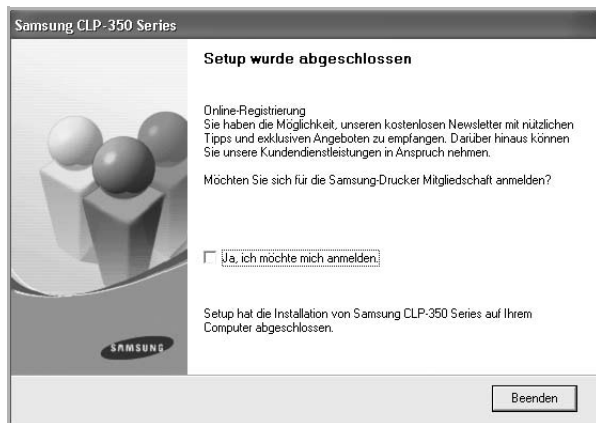 Samsung CLP-350 Series
Setup wurde abgeschlossen
Online-Registrierung
Sie haben die Möglichkeit, unseren kostenlosen Newsletter mit nützlichen
Tipps und exklusiven Angeboten zu empfangen. Darüber hinaus können
Sie unsere Kundendienstleistungen in Anspruch nehmen.
Möchten Sie sich für die Samsung-Drucker Mitgliedschaft anmelden?
Ja, ich möchte mich anmelden.
Setup hat die Installation von Samsung CLP-350 Series auf Ihrem
Computer abgeschlossen.
SAMSUNG
Beenden